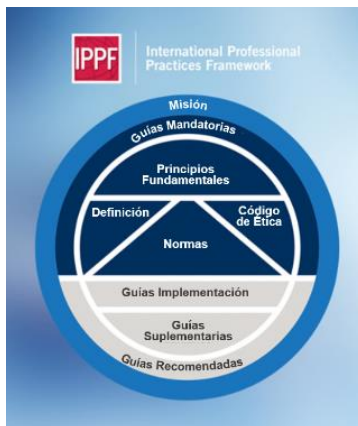 IPPF
International Professional
Practices Framework
Misión
Guías Mandatorias
Principios
Fundamentales
Definición
Código
de Ética
Normas
Guías Implementación
Guías
Suplementarias
Guías Recomendadas